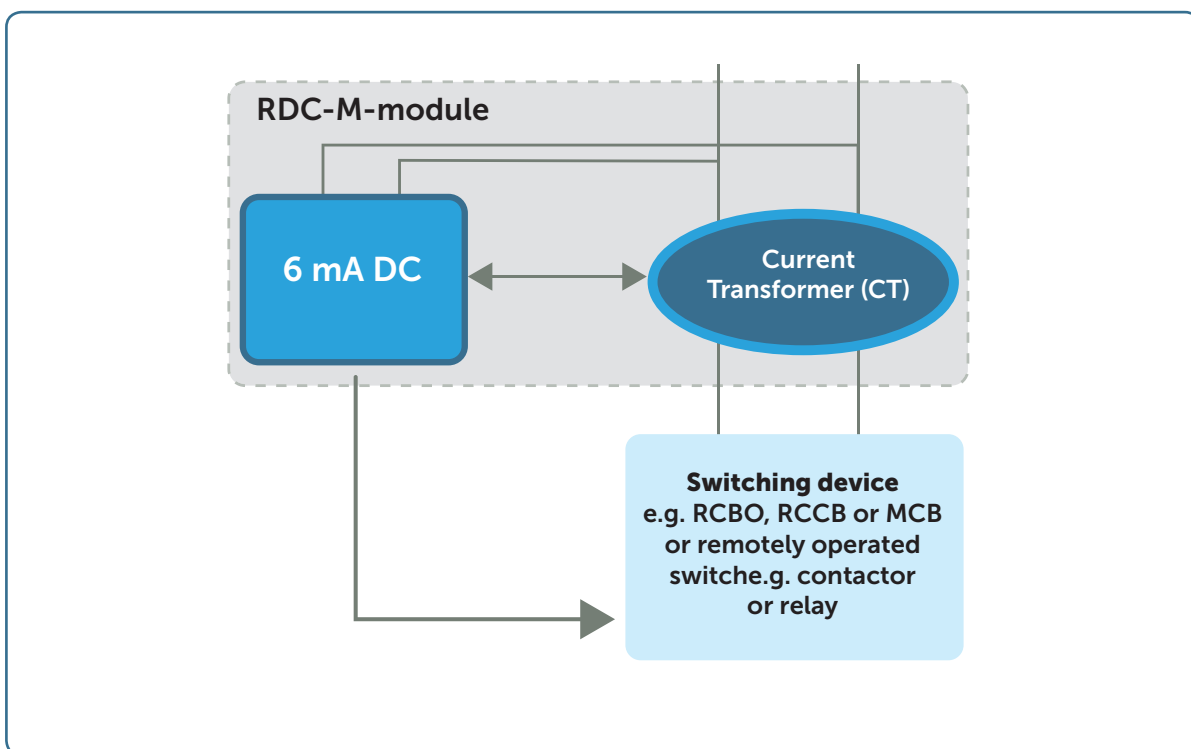 RDC-M-module
6 mA DC
Current
Transformer (CT)
Switching device
e.g. RCBO, RCCB or MCB
or remotely operated
switche.g. contactor
or relay